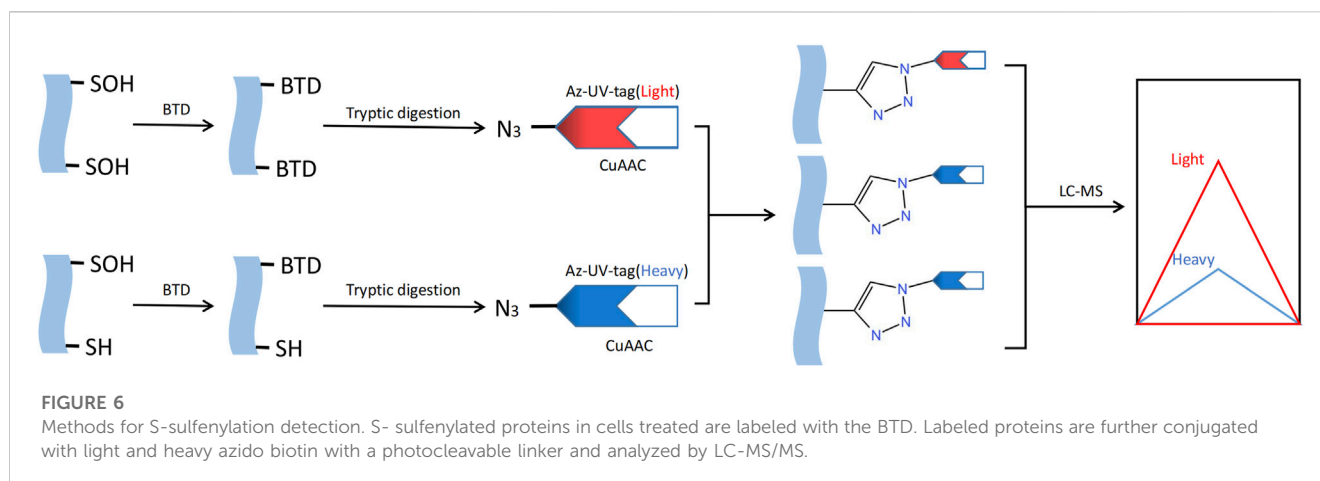 SOH
SOH
BTD
BTD
BTD
Tryptic digestion
Az-UV-tag(Light)
N3
CuAAC
SOH
SH
BTD
BTD
SH
Tryptic digestion
Az-UV-tag(Heavy)
N3
CuAAC
N
N
N
N
N
N
N
N
N
LC-MS
Light
Heavy
FIGURE 6
Methods for S-sulfenylation detection. S- sulfenylated proteins in cells treated are labeled with the BTD. Labeled proteins are further conjugated
with light and heavy azido biotin with a photocleavable linker and analyzed by LC-MS/MS.